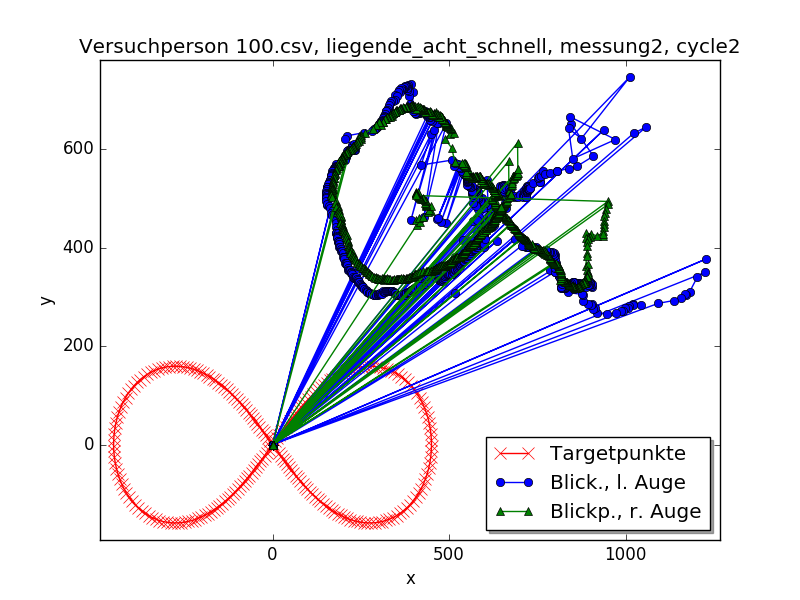 Versuchperson 100.csv, liegende_acht_schnell, messung2, cycle2
y
600
400
200
0
0
500
1000
x
Targetpunkte
Blick., l. Auge
Blickp., r. Auge